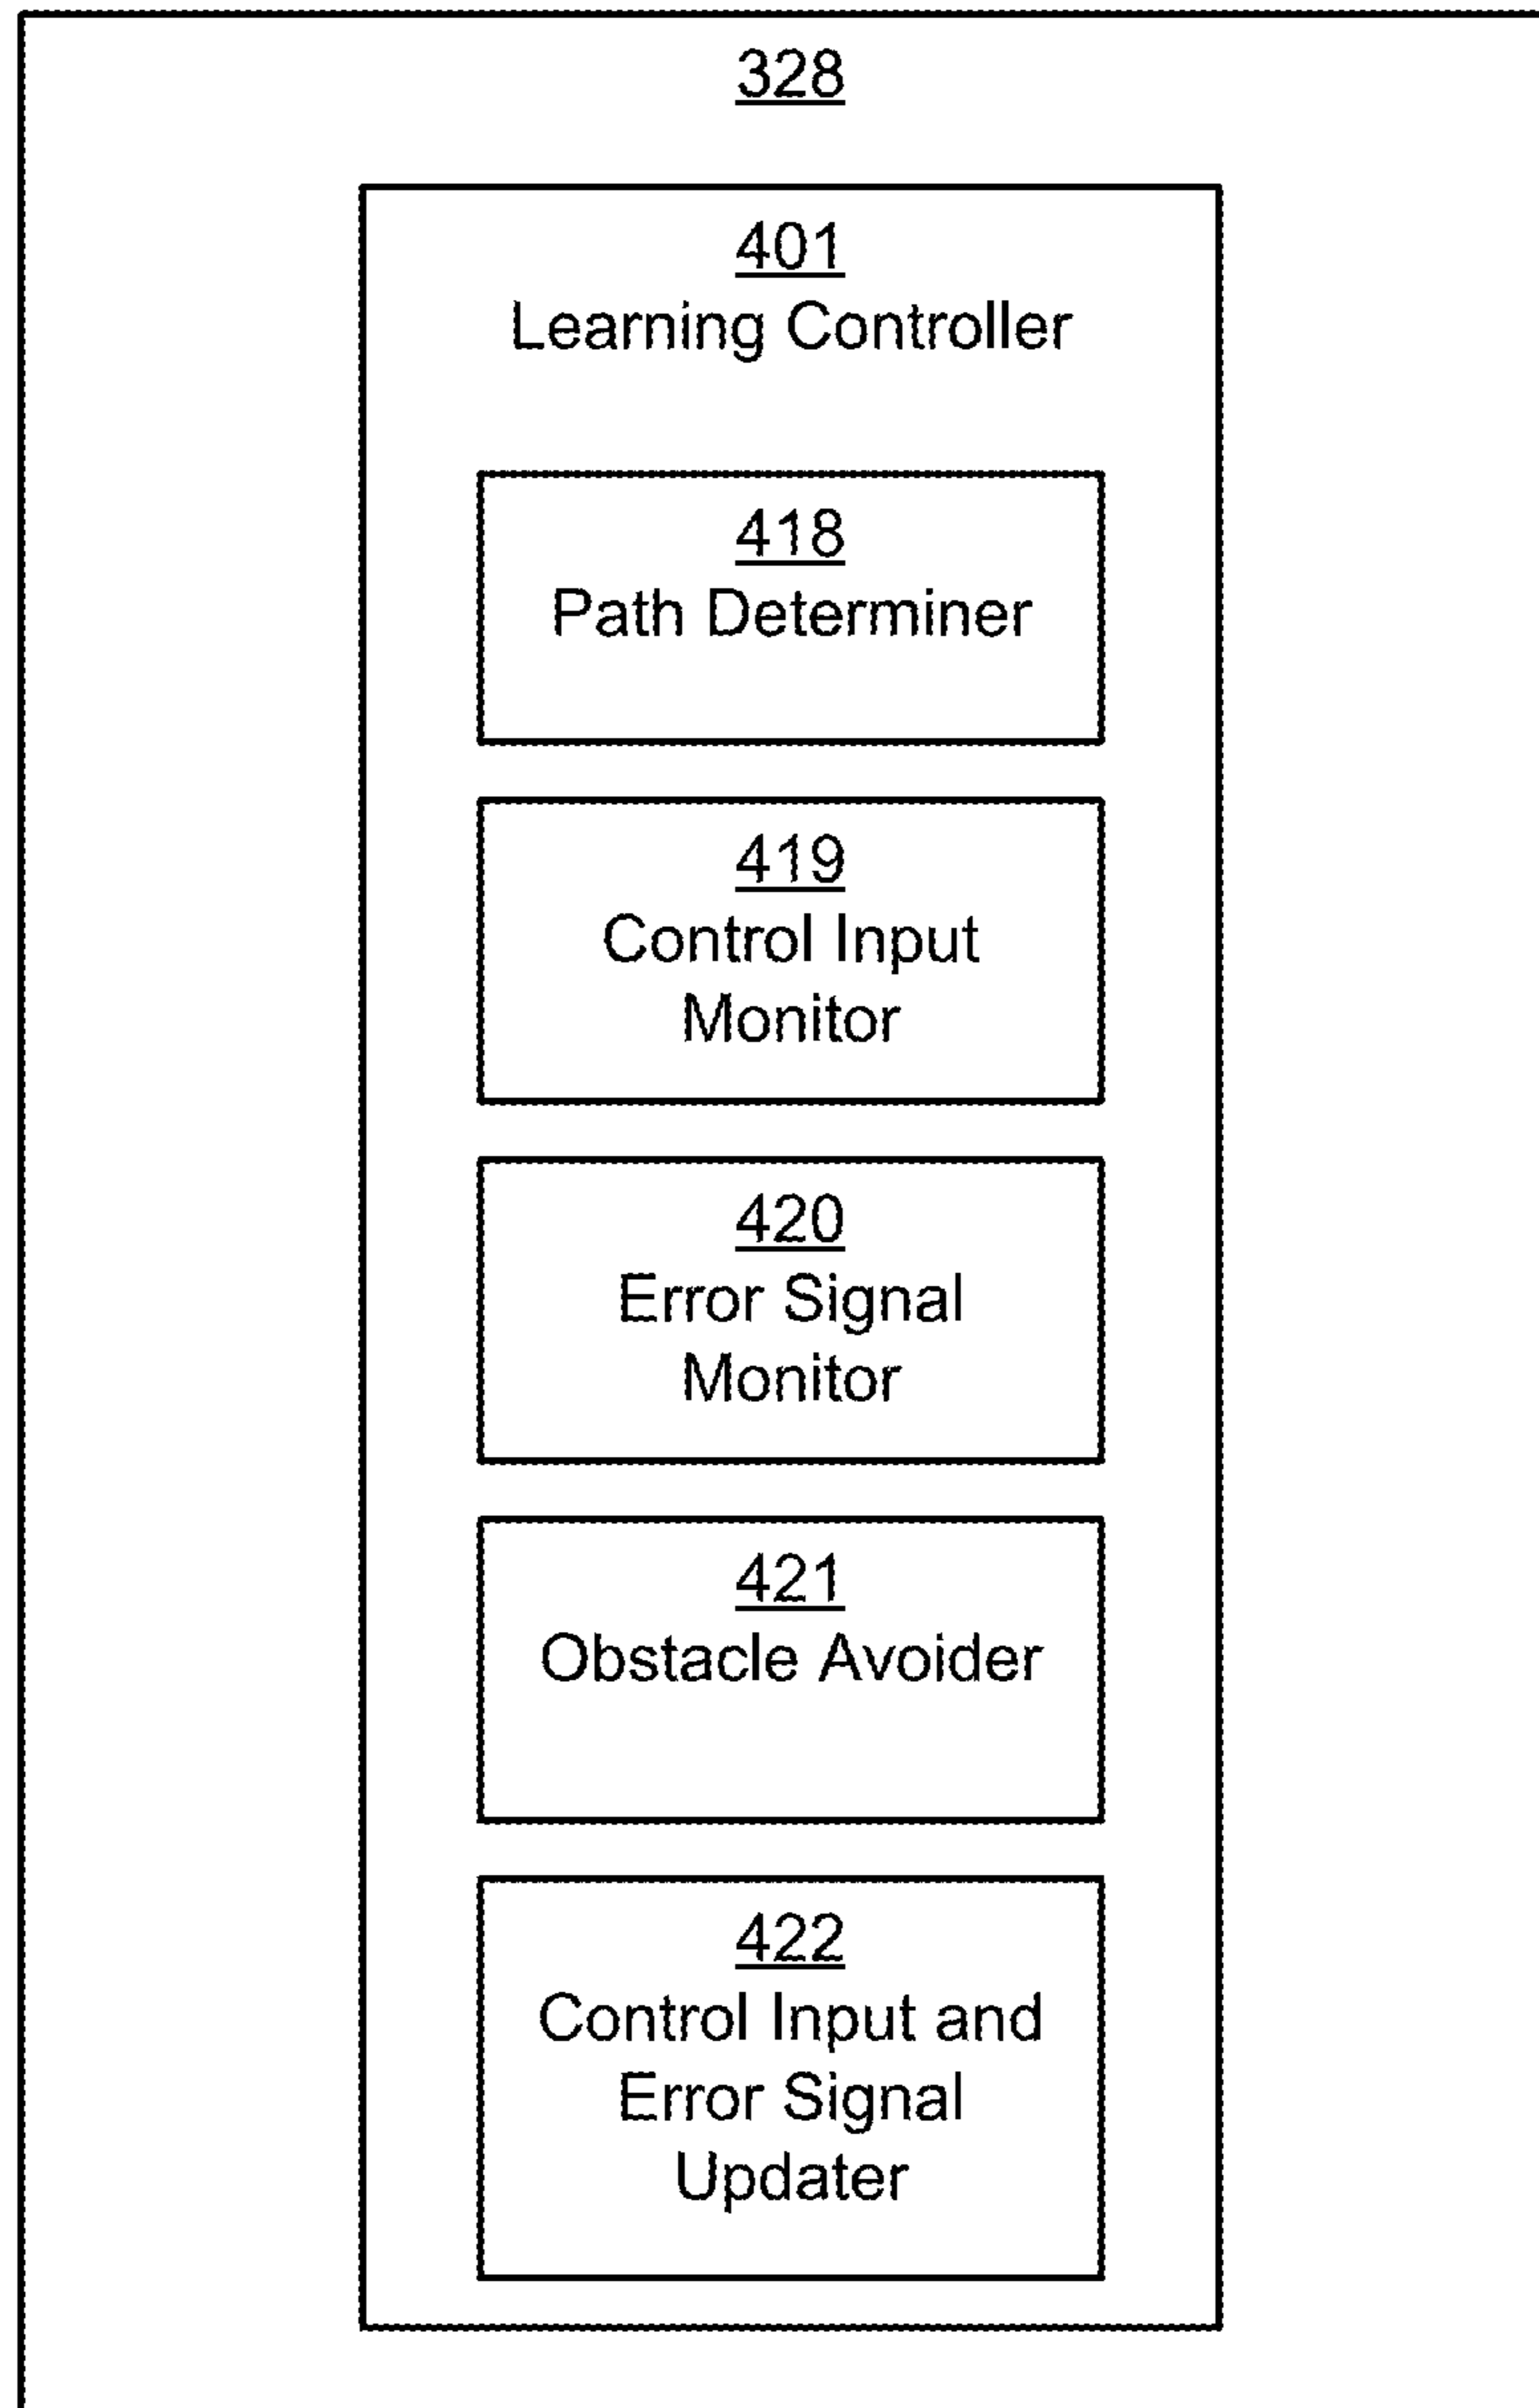 328
401
Learning Controller
418
Path Determiner
419
Control Input
Monitor
420
Error Signal
Monitor
421
Obstacle Avoider
422
Control Input and
Error Signal
Updater